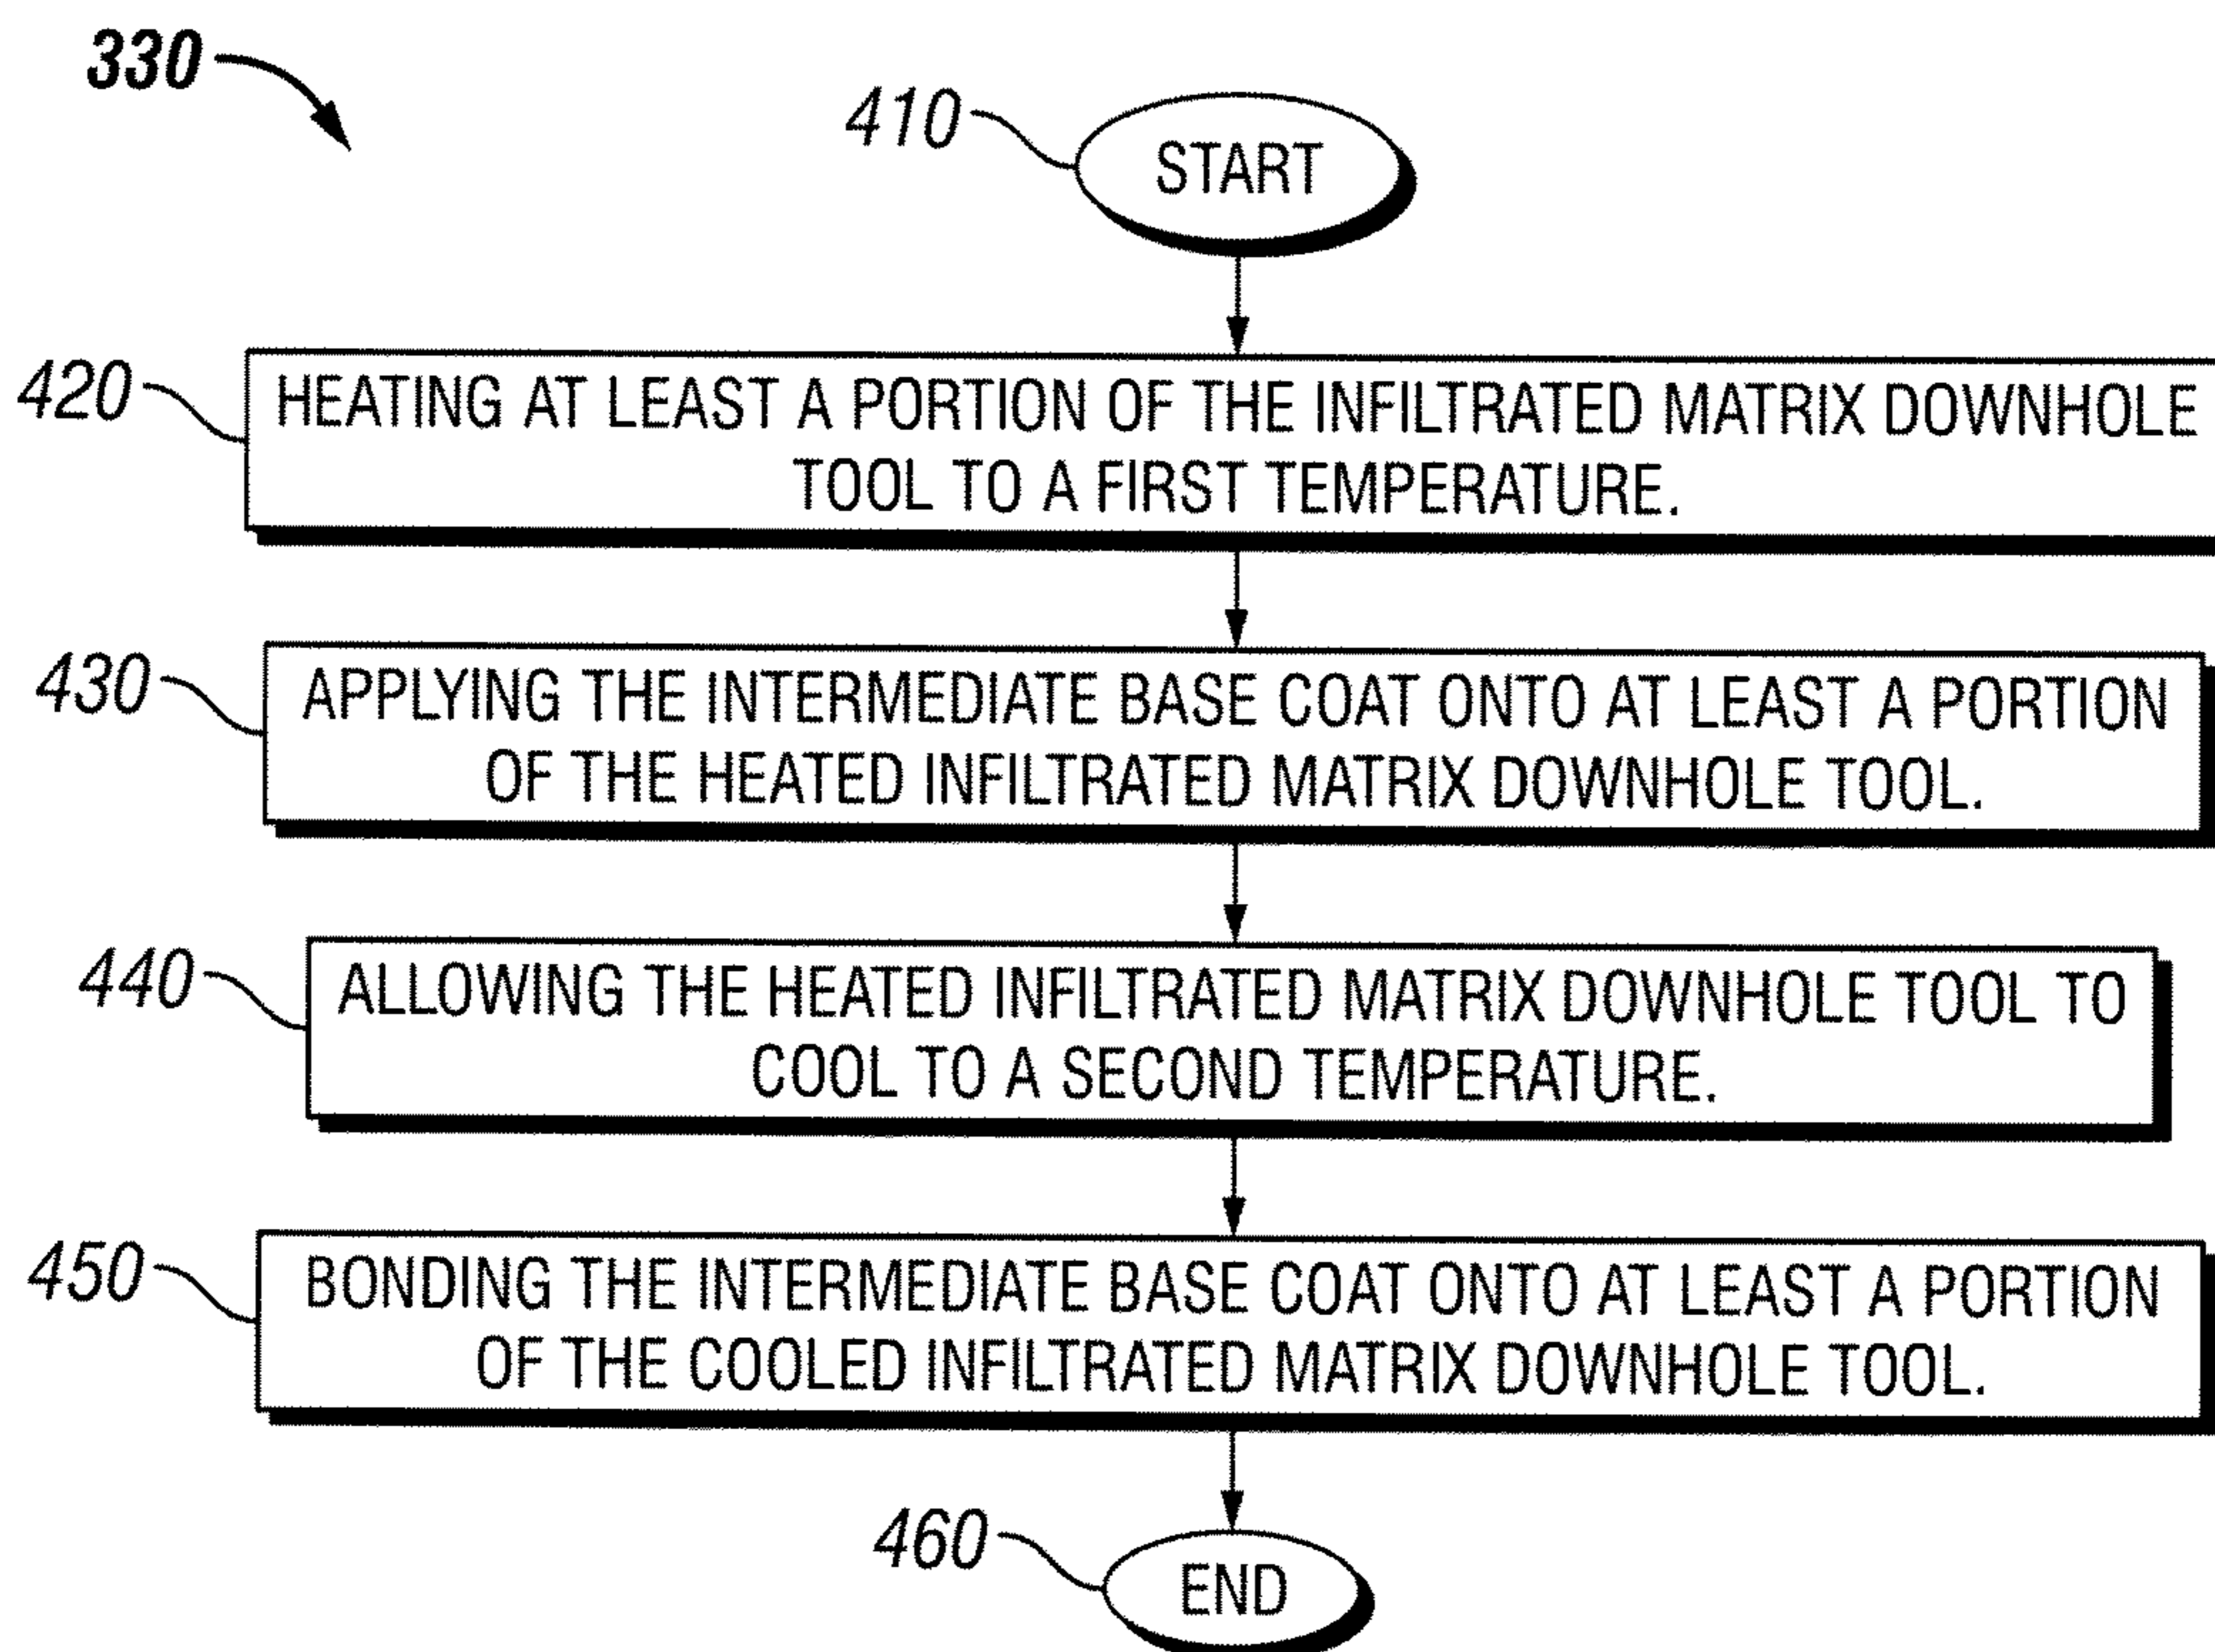 330
410
START
420
HEATING AT LEAST A PORTION OF THE INFILTRATED MATRIX DOWNHOLE
TOOL TO A FIRST TEMPERATURE.
430
APPLYING THE INTERMEDIATE BASE COAT ONTO AT LEAST A PORTION
OF THE HEATED INFILTRATED MATRIX DOWNHOLE TOOL.
440
ALLOWING THE HEATED INFILTRATED MATRIX DOWNHOLE TOOL TO
COOL TO A SECOND TEMPERATURE.
450
BONDING THE INTERMEDIATE BASE COAT ONTO AT LEAST A PORTION
OF THE COOLED INFILTRATED MATRIX DOWNHOLE TOOL.
460
END